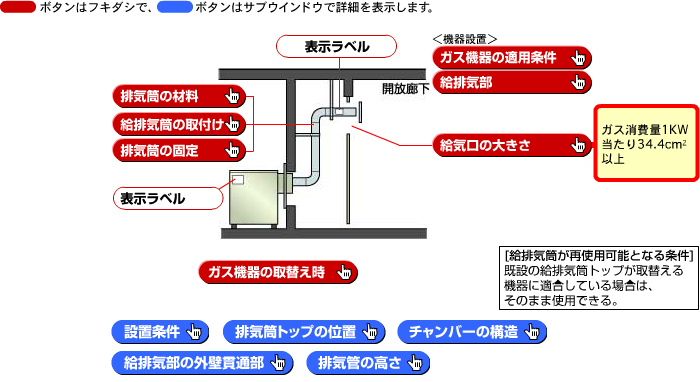 ボタンはフキダシで、 ボタンはサブウインドウで詳細を表示します。
表示ラベル
＜機器設置＞
ガス機器の適用条件
開放廊下
給排気部
排気筒の材料
給排気筒の取付け
排気筒の固定
給気口の大きさ
ガス消費量1KW
当たり34.4cm²
以上
表示ラベル
ガス機器の取替え時
[給排気筒が再使用可能となる条件]
既設の給排気筒トップが取替える
機器に適合している場合は、
そのまま使用できる。
設置条件
排気筒トップの位置
チャンバーの構造
給排気部の外壁貫通部
排気管の高さ